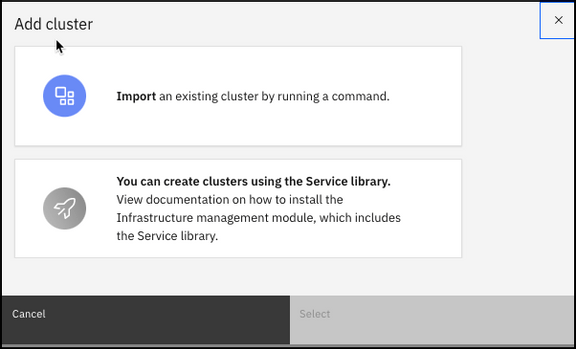 Add cluster
Import an existing cluster by running a command.
You can create clusters using the Service library.
View documentation on how to install the
Infrastructure management module, which includes
the Service library.
Cancel
Select